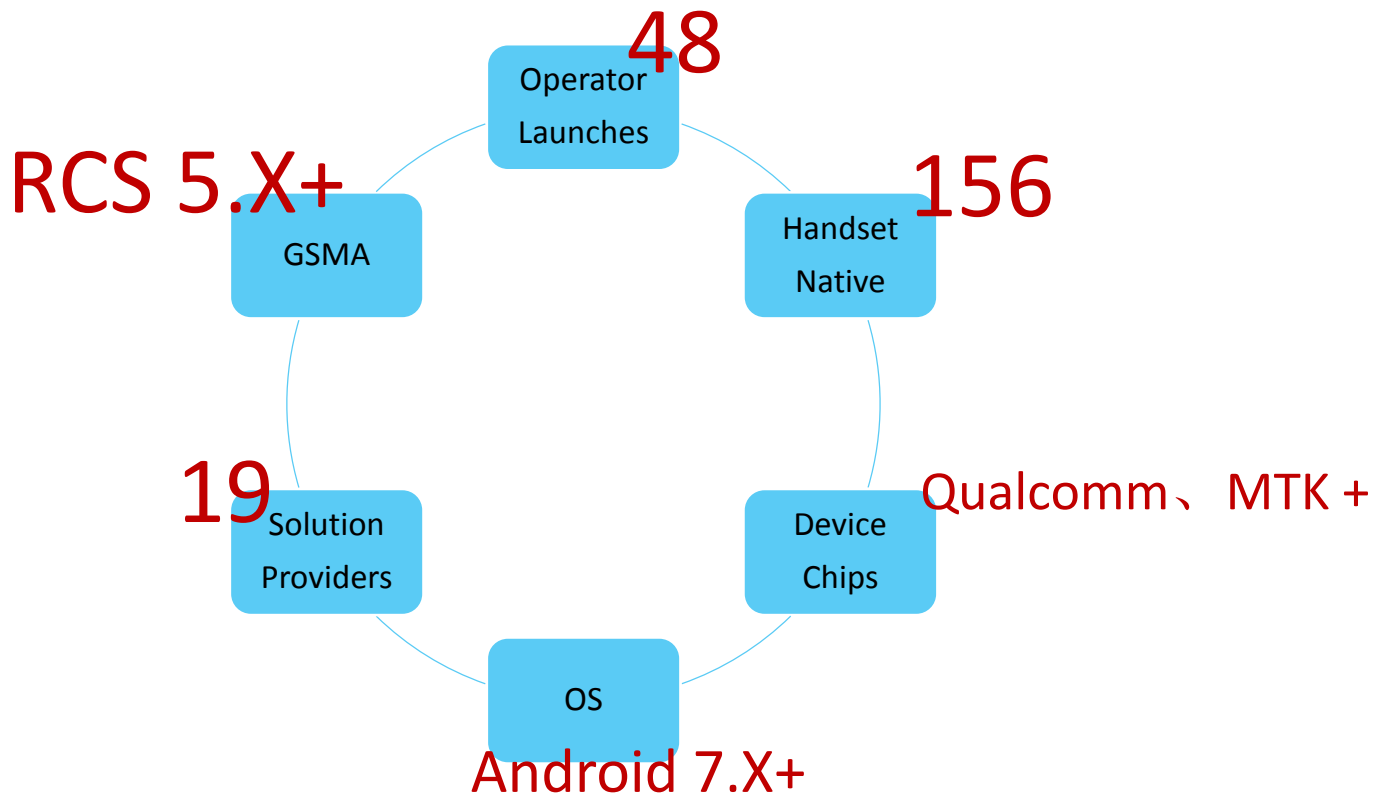 48
Operator
Launches
RCS 5.X+
GSMA
156
Handset
Native
19
Solution
Providers
Qualcomm、MTK +
Device
Chips
OS
Android 7.X+